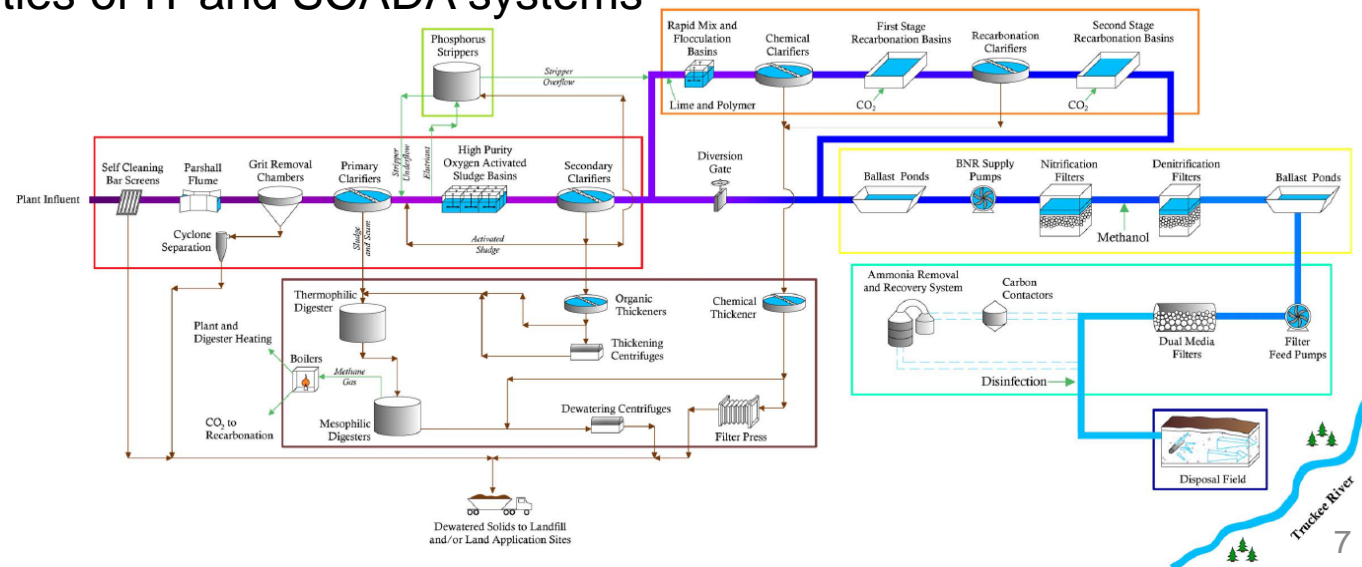 ties of IT and SCADA systems
Phosphorus
Strippers
Stripper
Overflow
Rapid Mix and
Flocculation
Basins
Chemical
Clarifiers
First Stage
Recarbonation Basins
Recarbonation
Clarifiers
Second Stage
Recarbonation Basins
Lime and Polymer
CO₂
CO₂
Stripper
Underflow
Elutriant
Plant Influent
Self Cleaning
Bar Screens
Parshall
Flume
Grit Removal
Chambers
Primary
Clarifiers
High Purity
Oxygen Activated
Sludge Basins
Secondary
Clarifiers
Cyclone
Separation
Sludge
and Scum
Activated
Sludge
Diversion
Gate
Ballast Ponds
BNR Supply
Pumps
Nitrification
Filters
Denitrification
Filters
Ballast Ponds
Methanol
Thermophilic
Digester
Organic
Thickeners
Chemical
Thickener
Thickening
Centrifuges
Plant and
Digester Heating
Boilers
Methane
Gas
CO₂ to
Recarbonation
Mesophilic
Digesters
Dewatering Centrifuges
Filter Press
Ammonia Removal
and Recovery System
Carbon
Contactors
Dual Media
Filters
Filter
Feed Pumps
Disinfection
Disposal Field
Truckee River
Dewatered Solids to Landfill
and/or Land Application Sites
7